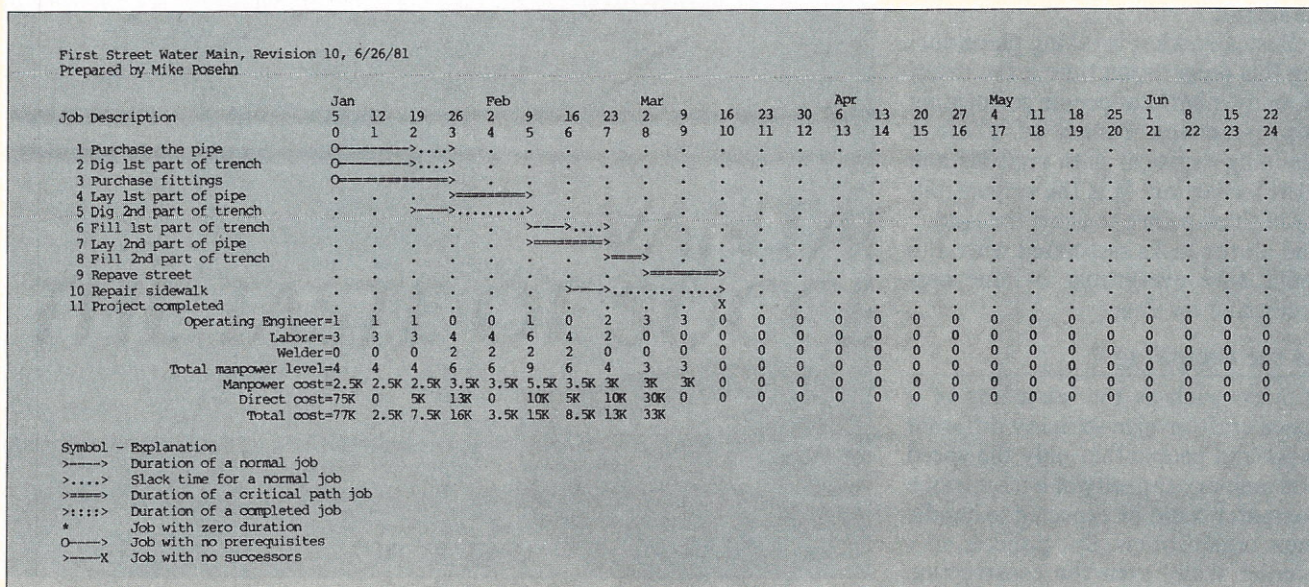 First Street Water Main, Revision 10, 6/26/81
Prepared by Mike Posehn
Jan Feb Mar Apr May Jun
Job Description 5 12 19 26 2 9 16 23 2 9 16 23 30 6 13 20 27 4 11 18 25 1 8 15 22
0 1 2 3 4 5 6 7 8 9 10 11 12 13 14 15 16 17 18 19 20 21 22 23 24
1 Purchase the pipe O---------->....> . . . . . . . . . . . . . . . . . . . . .
2 Dig 1st part of trench O---------->....> . . . . . . . . . . . . . . . . . . . . .
3 Purchase fittings O==============> . . . . . . . . . . . . . . . . . . . . .
4 Lay 1st part of pipe . . . >=========> . . . . . . . . . . . . . . . . . . .
5 Dig 2nd part of trench . . >---->.........> . . . . . . . . . . . . . . . . . . .
6 Fill 1st part of trench . . . . . >---->....> . . . . . . . . . . . . . . . . .
7 Lay 2nd part of pipe . . . . . >=========> . . . . . . . . . . . . . . . . .
8 Fill 2nd part of trench . . . . . . . >====> . . . . . . . . . . . . . . . .
9 Repave street . . . . . . . . >=========> . . . . . . . . . . . . . .
10 Repair sidewalk . . . . . . >---->..............> . . . . . . . . . . . . . .
11 Project completed . . . . . . . . . . X . . . . . . . . . . . . . .
Operating Engineer=1 1 1 0 0 1 0 2 3 3 0 0 0 0 0 0 0 0 0 0 0 0 0 0 0
Laborer=3 3 3 4 4 6 4 2 0 0 0 0 0 0 0 0 0 0 0 0 0 0 0 0 0
Welder=0 0 0 2 2 2 2 0 0 0 0 0 0 0 0 0 0 0 0 0 0 0 0 0 0
Total manpower level=4 4 4 6 6 9 6 4 3 3 0 0 0 0 0 0 0 0 0 0 0 0 0 0 0
Manpower cost=2.5K 2.5K 2.5K 3.5K 3.5K 5.5K 3.5K 3K 3K 3K 0 0 0 0 0 0 0 0 0 0 0 0 0 0 0
Direct cost=75K 0 5K 13K 0 10K 5K 10K 30K 0 0 0 0 0 0 0 0 0 0 0 0 0 0 0 0
Total cost=77K 2.5K 7.5K 16K 3.5K 15K 8.5K 13K 33K
Symbol - Explanation
>----> Duration of a normal job
>....> Slack time for a normal job
>====> Duration of a critical path job
>::::> Duration of a completed job
* Job with zero duration
O----> Job with no prerequisites
>----X Job with no successors